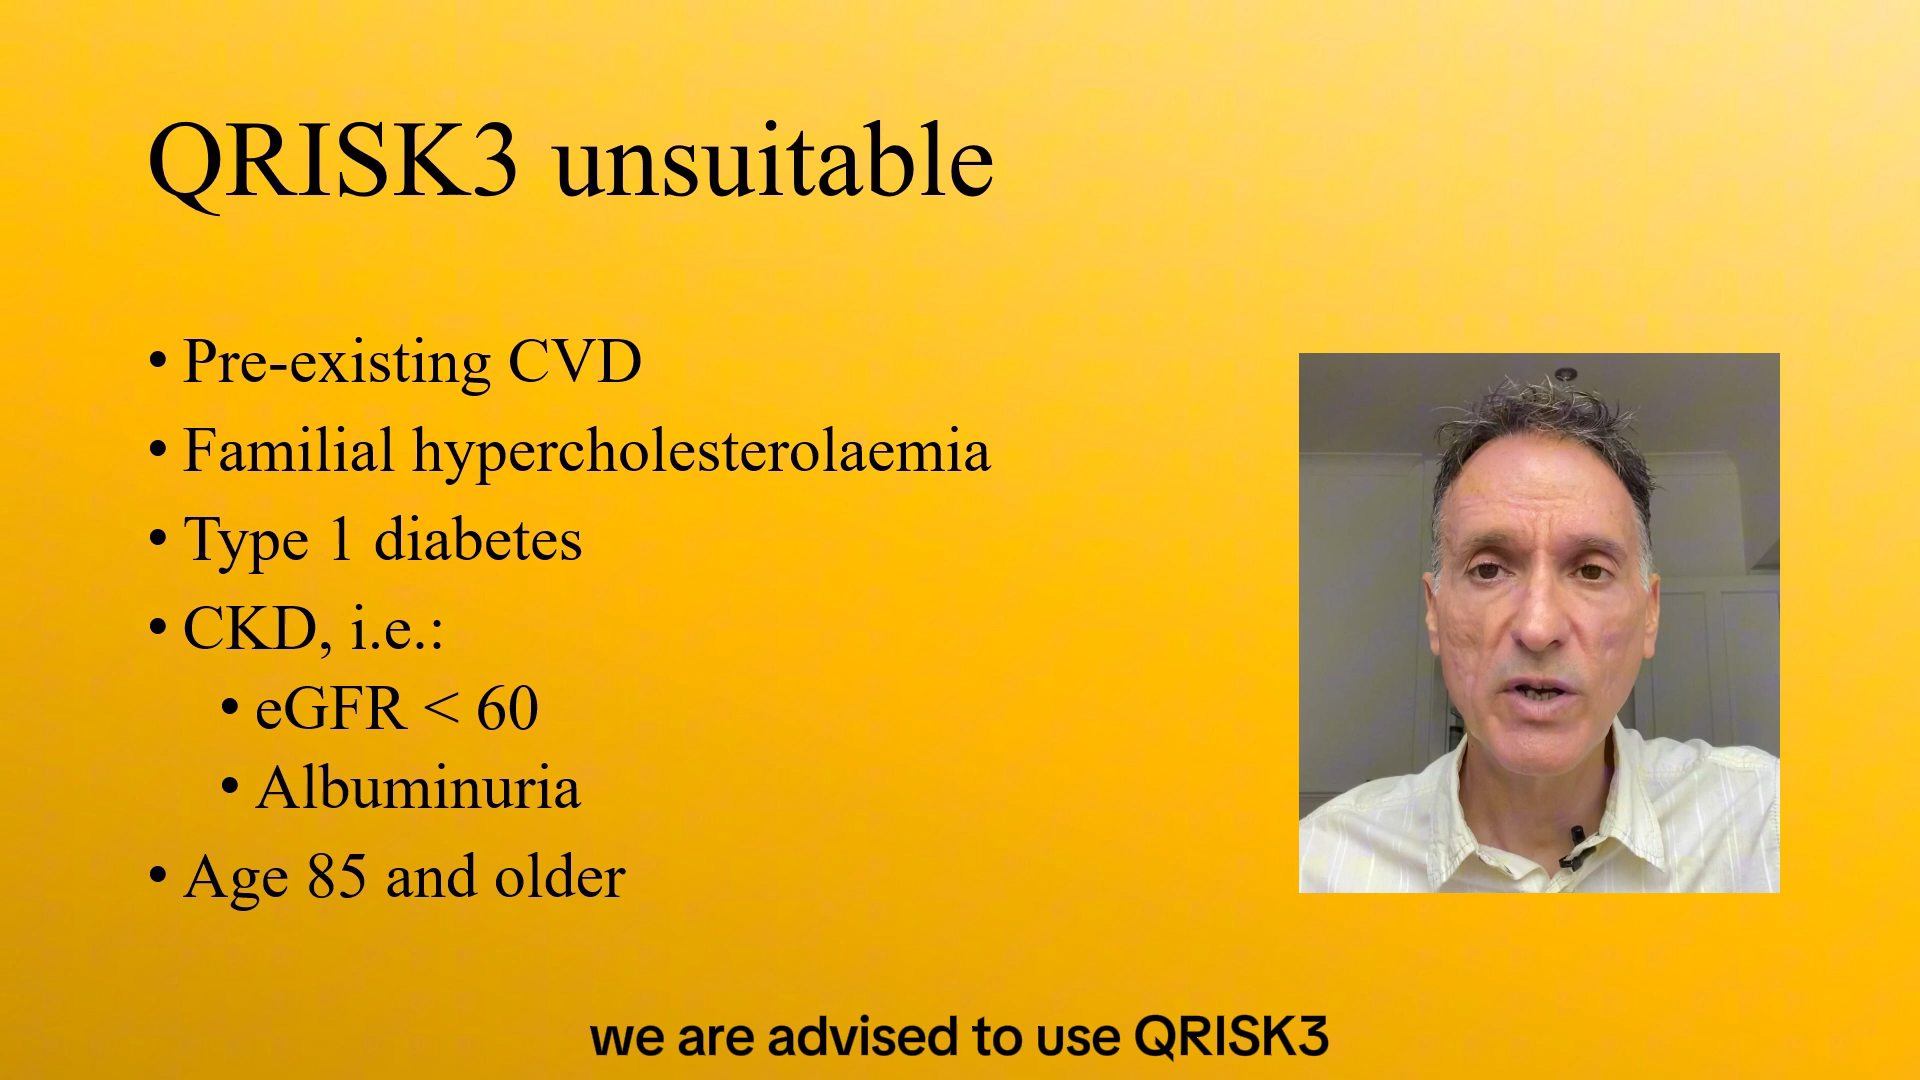 QRISK3 unsuitable
• Pre-existing CVD
• Familial hypercholesterolaemia
• Type 1 diabetes
• CKD, i.e.:
• eGFR < 60
• Albuminuria
• Age 85 and older
we are advised to use QRISK3